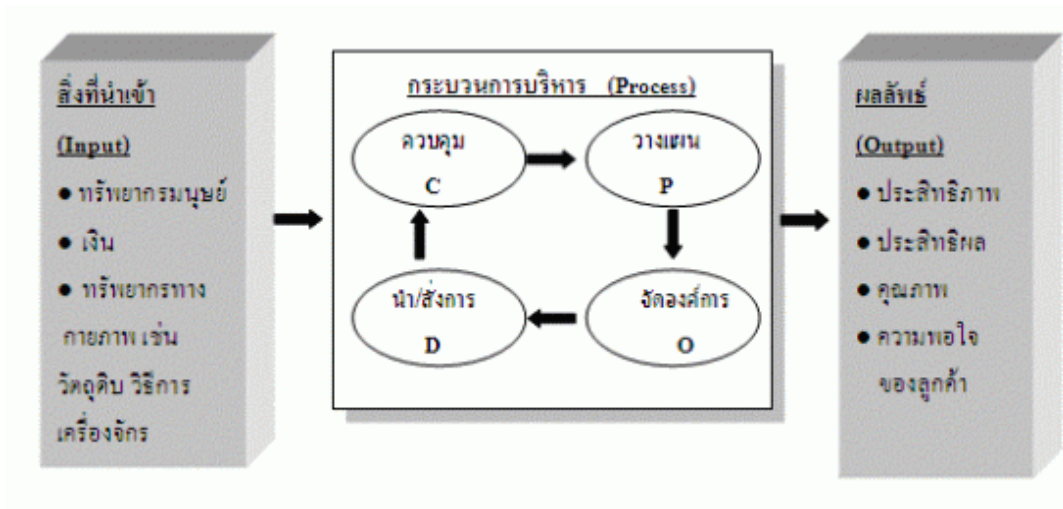 สิ่งที่นำเข้า
(Input)
● ทรัพยากรมนุษย์
● เงิน
● ทรัพยากรทาง
กายภาพ เช่น
วัตถุดิบ วิธีการ
เครื่องจักร
กระบวนการบริหาร (Process)
ควบคุม
C
วางแผน
P
นำ/สั่งการ
D
จัดองค์การ
O
ผลลัพธ์
(Output)
● ประสิทธิภาพ
● ประสิทธิผล
● คุณภาพ
● ความพอใจ
ของลูกค้า